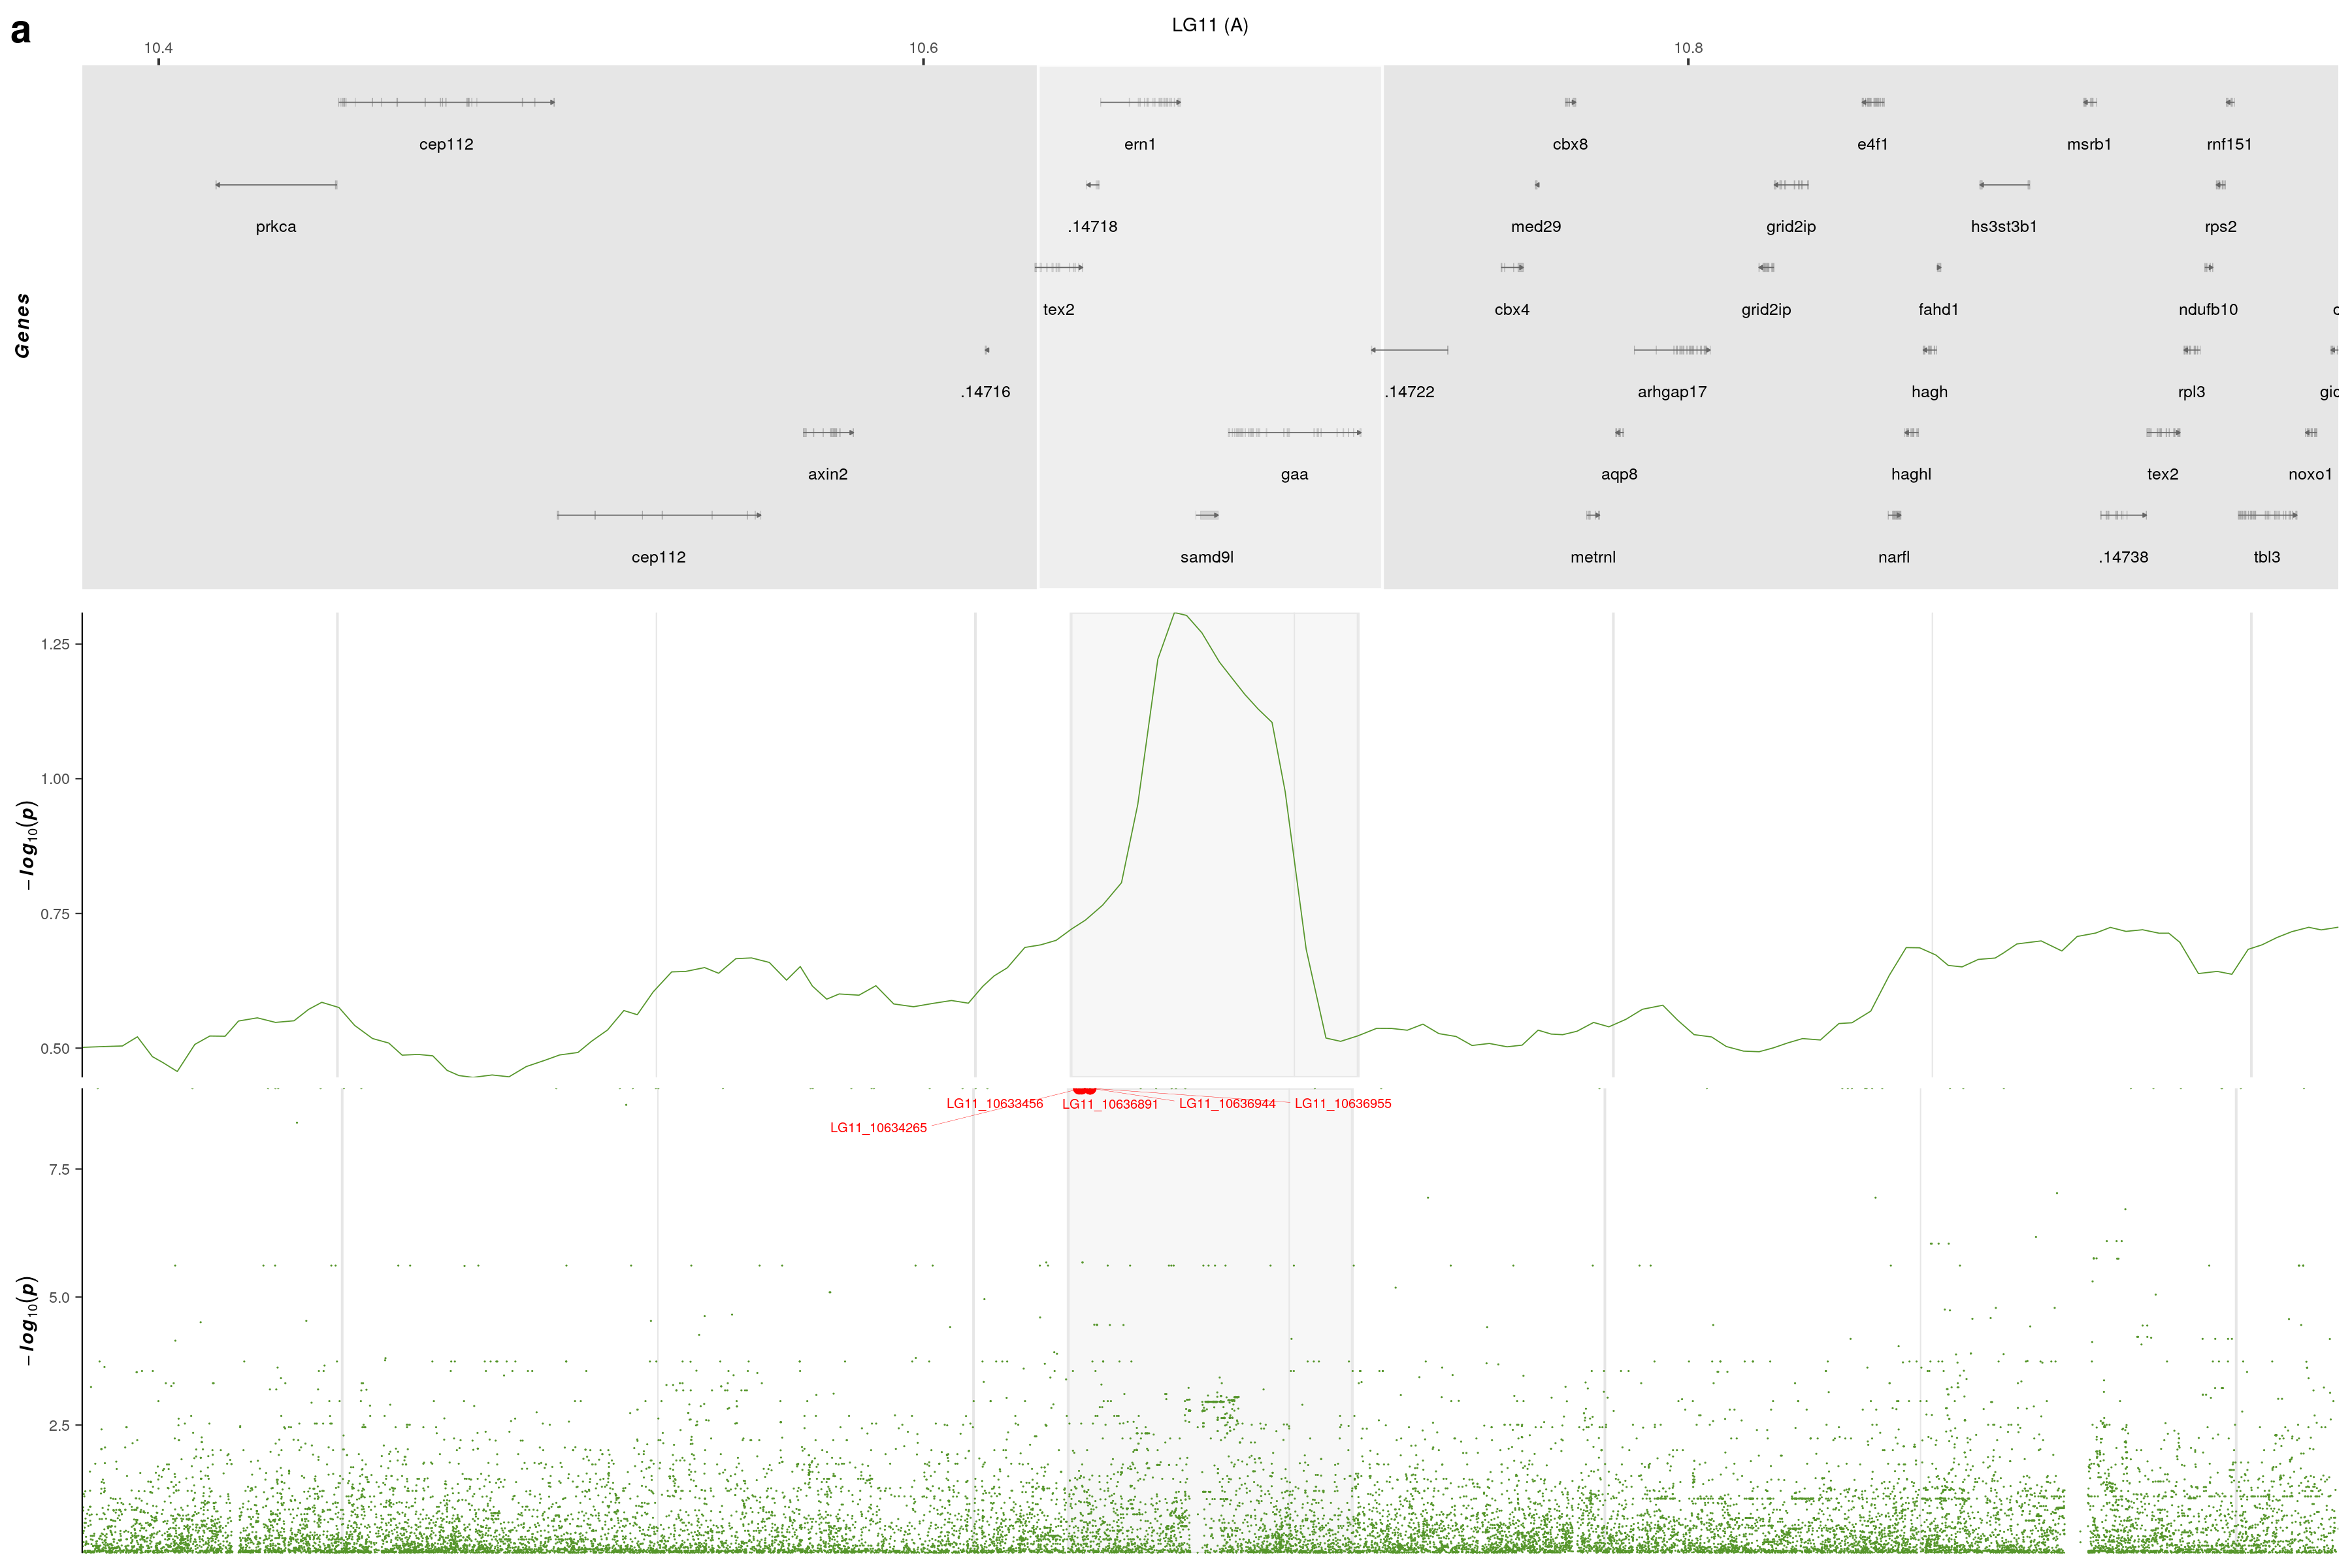 a
LG11 (A)
10.4 10.6 10.8
Genes
cep112 ern1 cbx8 e4f1 msrb1 rnf151
prkca .14718 med29 grid2ip hs3st3b1 rps2
tex2 cbx4 grid2ip fahd1 ndufb10
.14716 .14722 arhgap17 hagh rpl3
axin2 gaa aqp8 haghl tex2 noxo1
cep112 samd9l metrnl narfl .14738 tbl3
−log10(p)
1.25
1.00
0.75
0.50
LG11_10633456 LG11_10636891 LG11_10636944 LG11_10636955
LG11_10634265
−log10(p)
7.5
5.0
2.5